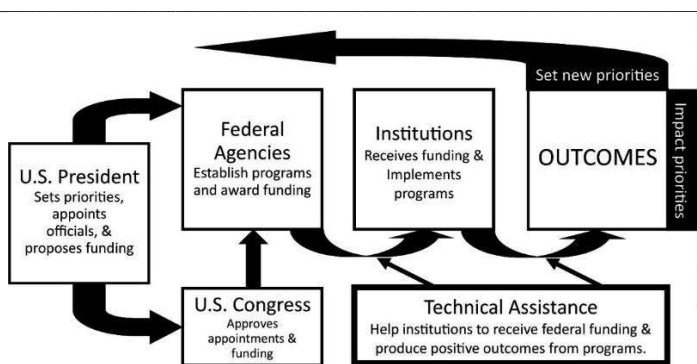 U.S. President
Sets priorities,
appoints
officials, &
proposes funding
Federal
Agencies
Establish programs
and award funding
U.S. Congress
Approves
appointments &
funding
Institutions
Receives funding &
Implements
programs
Technical Assistance
Help institutions to receive federal funding &
produce positive outcomes from programs.
Set new priorities
OUTCOMES
Impact priorities